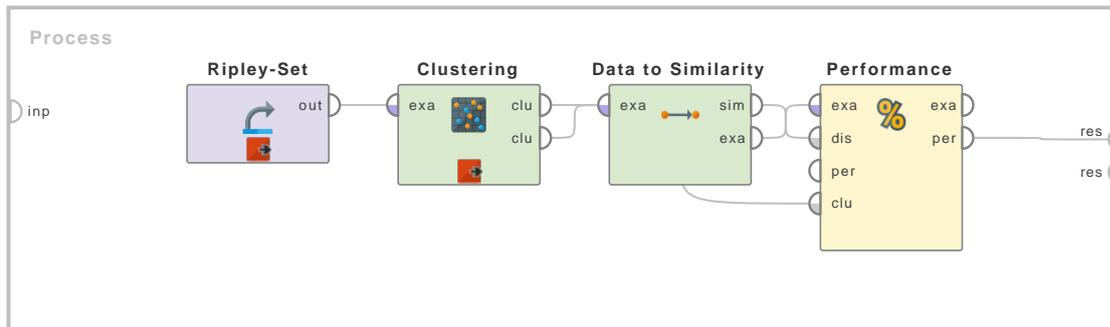 Process
Ripley-Set
Clustering
Data to Similarity
Performance
inp
out
exa
clu
clu
exa
sim
exa
exa
dis
per
clu
exa
per
res
res